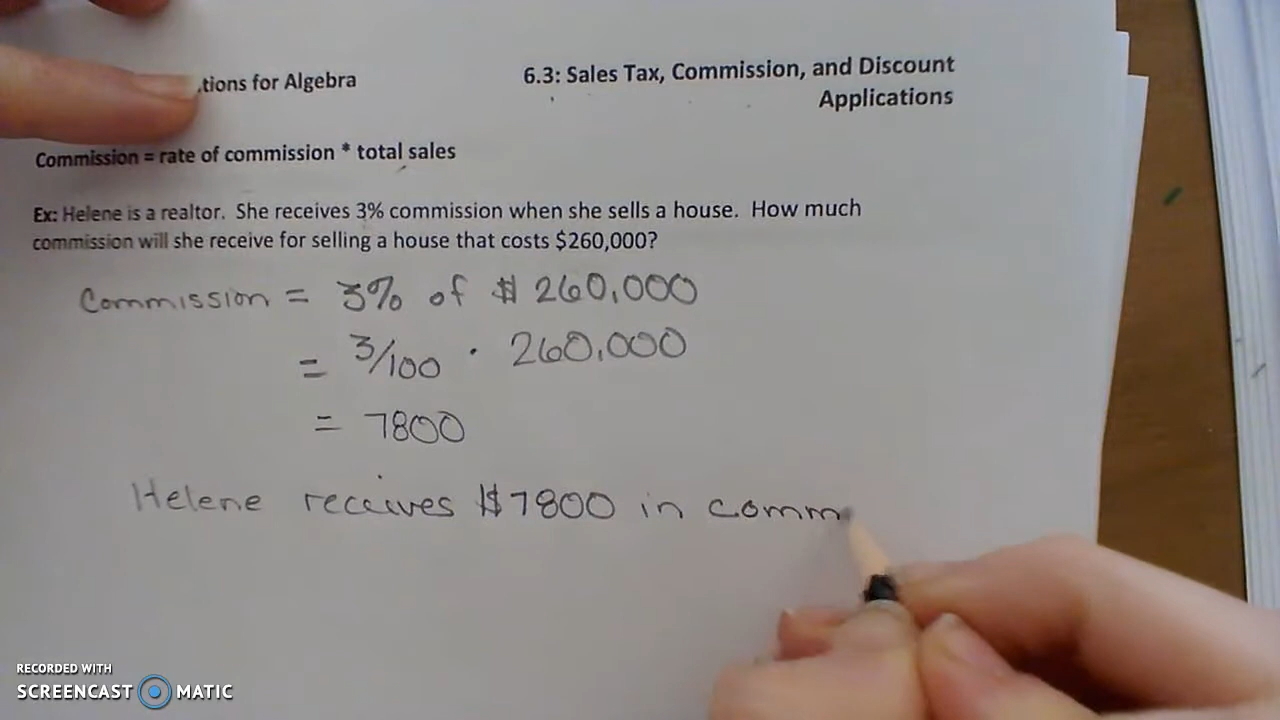 tions for Algebra
6.3: Sales Tax, Commission, and Discount
Applications
Commission = rate of commission * total sales
Ex: Helene is a realtor. She receives 3% commission when she sells a house. How much
commission will she receive for selling a house that costs $260,000?
Commission = 3% of $ 260,000
= 3/100 · 260,000
= 7800
Helene receives $7800 in comm
RECORDED WITH
SCREENCAST MATIC